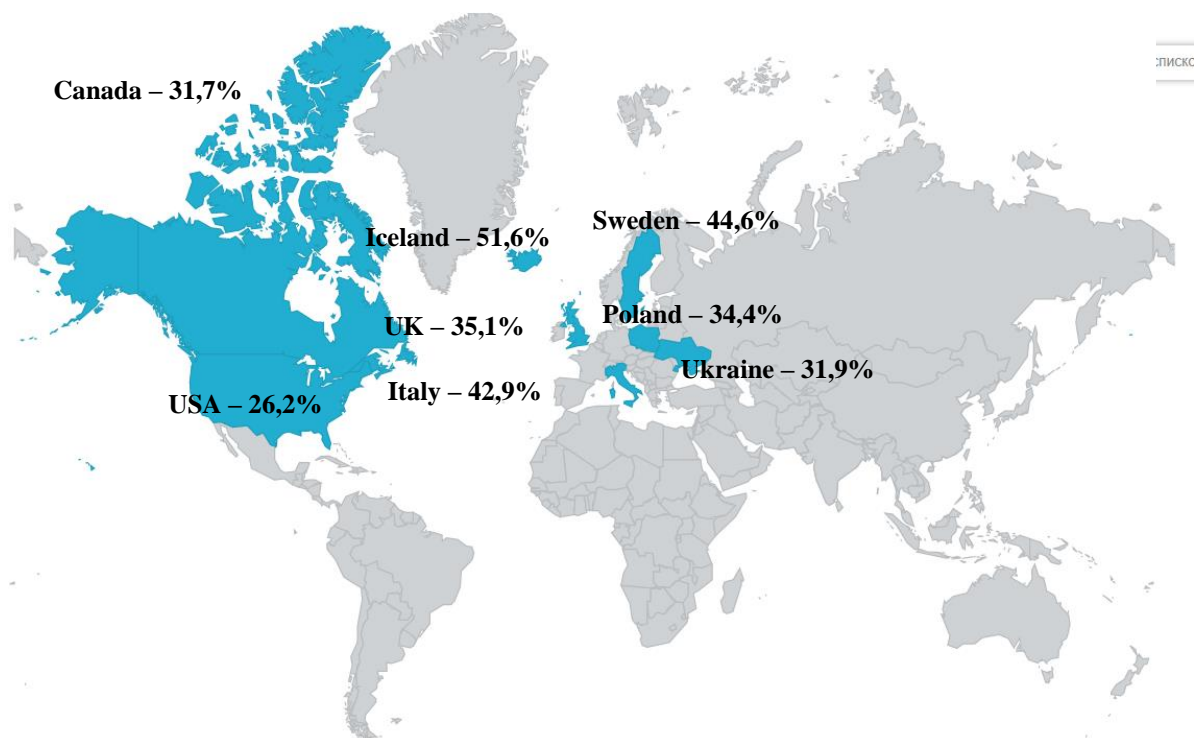 Canada – 31,7%
Iceland – 51,6%
Sweden – 44,6%
UK – 35,1%
Poland – 34,4%
Ukraine – 31,9%
Italy – 42,9%
USA – 26,2%